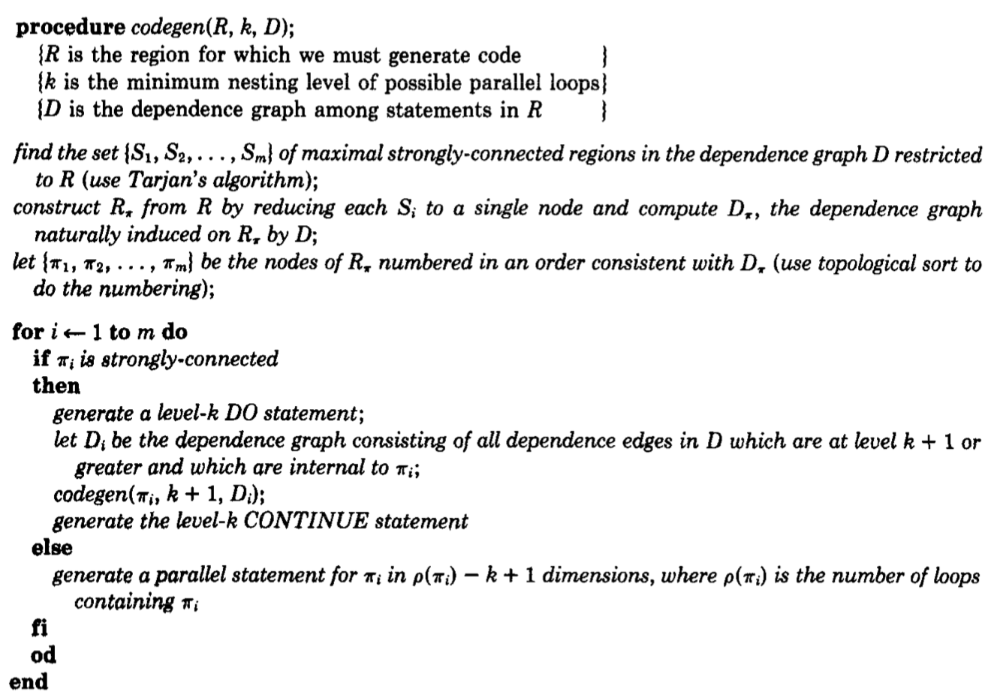 procedure codegen(R, k, D);
{R is the region for which we must generate code }
{k is the minimum nesting level of possible parallel loops}
{D is the dependence graph among statements in R }
find the set {S₁, S₂, . . . , Sₘ} of maximal strongly-connected regions in the dependence graph D restricted
to R (use Tarjan's algorithm);
construct R_π from R by reducing each Sᵢ to a single node and compute D_π, the dependence graph
naturally induced on R_π by D;
let {π₁, π₂, . . . , πₘ} be the nodes of R_π numbered in an order consistent with D_π (use topological sort to
do the numbering);
for i ← 1 to m do
if πᵢ is strongly-connected
then
generate a level-k DO statement;
let Dᵢ be the dependence graph consisting of all dependence edges in D which are at level k + 1 or
greater and which are internal to πᵢ;
codegen(πᵢ, k + 1, Dᵢ);
generate the level-k CONTINUE statement
else
generate a parallel statement for πᵢ in ρ(πᵢ) − k + 1 dimensions, where ρ(πᵢ) is the number of loops
containing πᵢ
fi
od
end